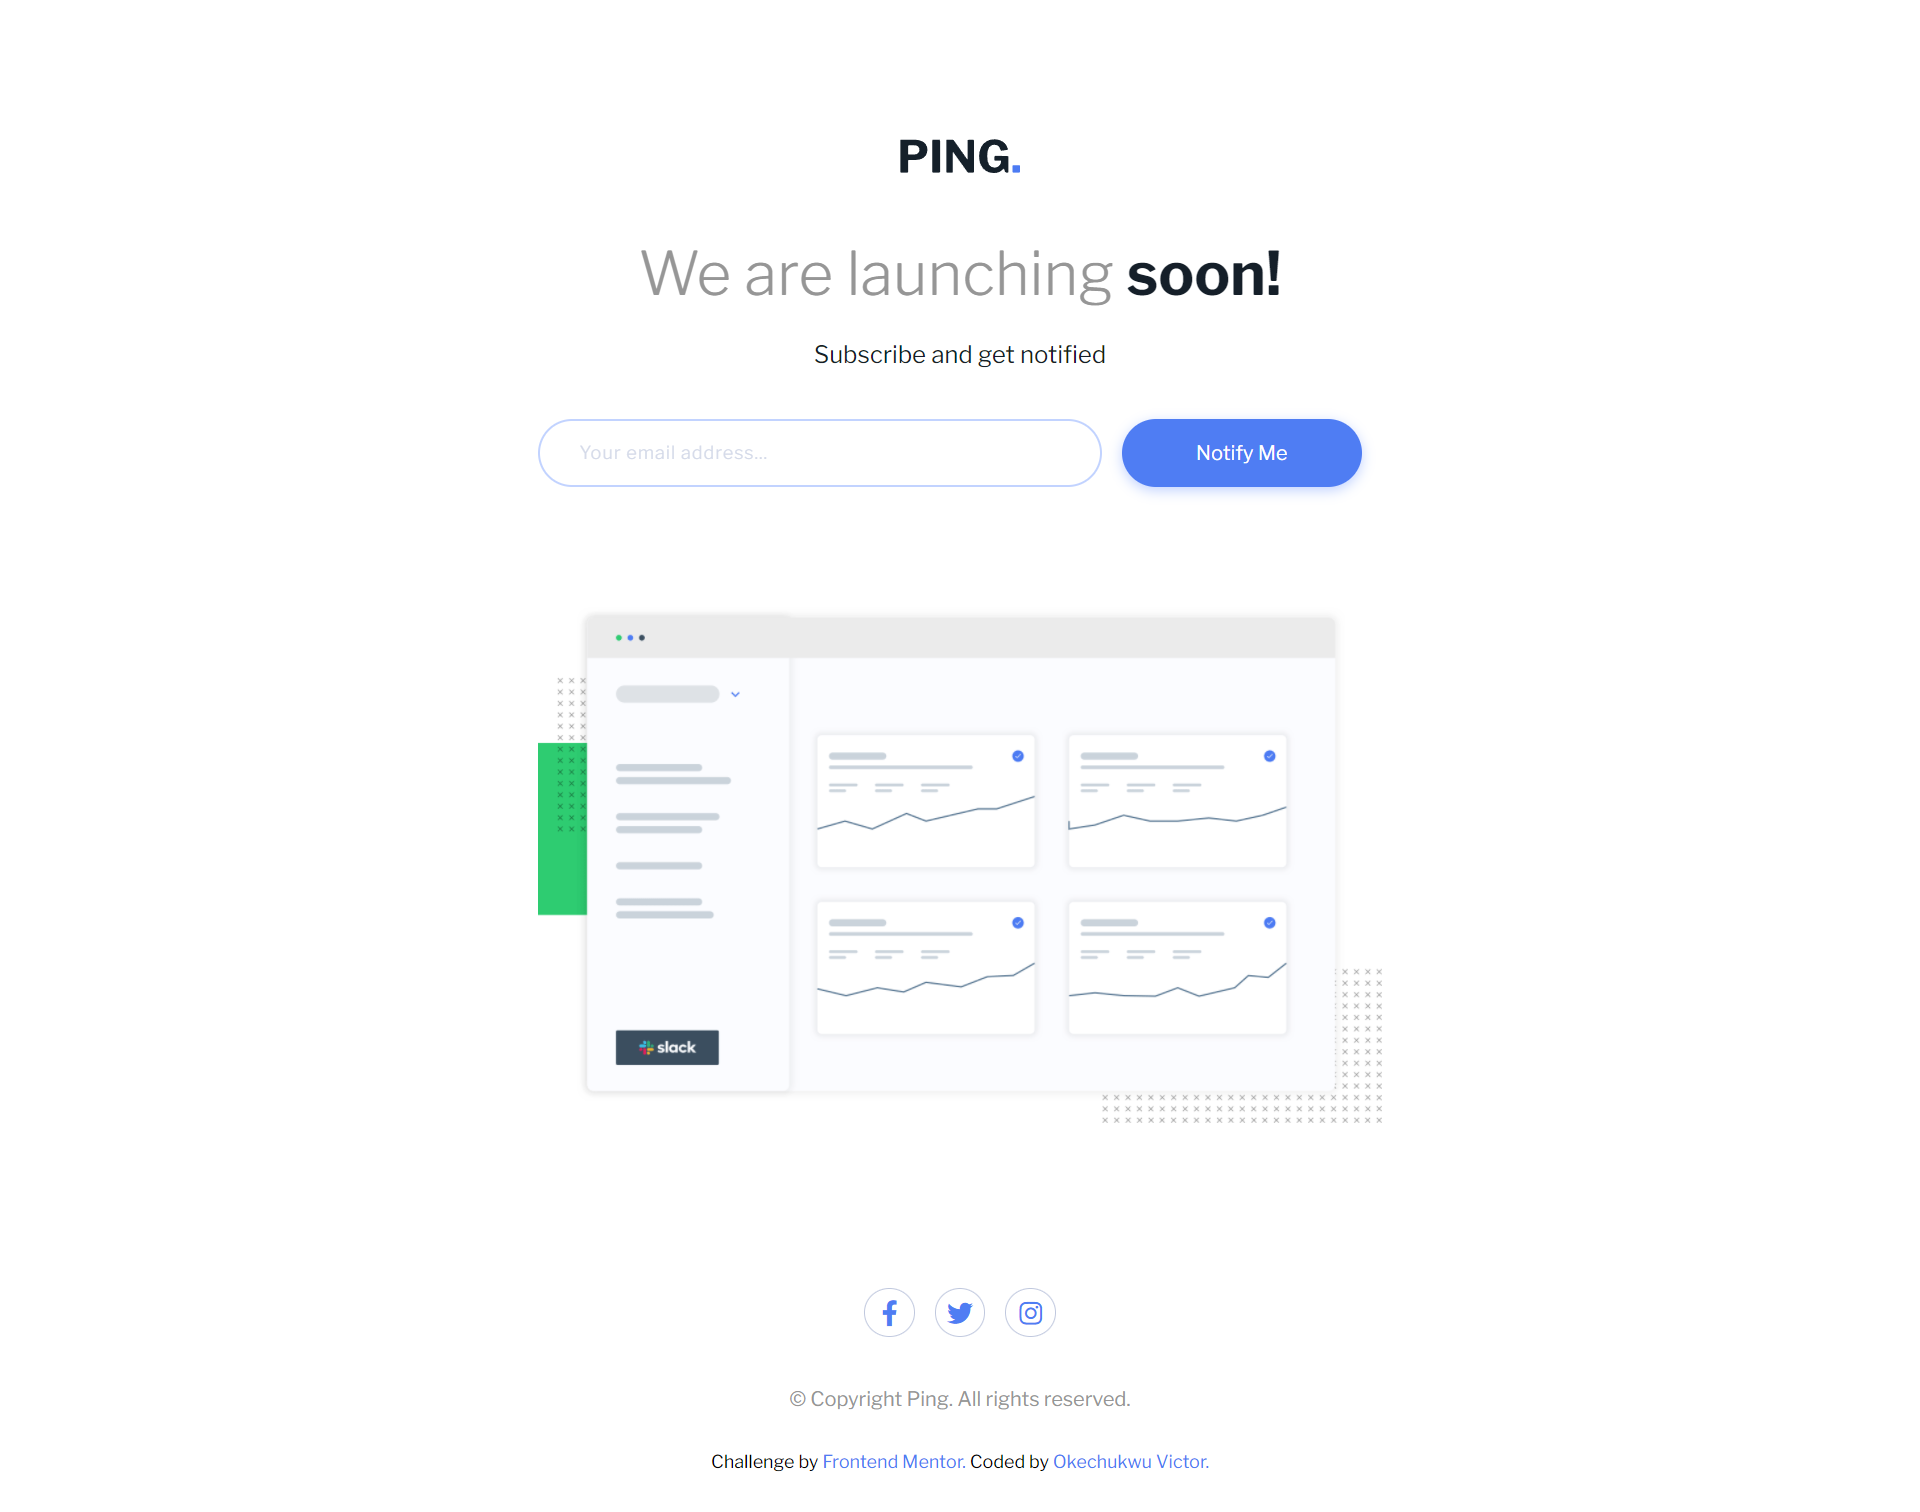 PING.
We are launching soon!
Subscribe and get notified
Your email address...
Notify Me
slack
© Copyright Ping. All rights reserved.
Challenge by Frontend Mentor. Coded by Okechukwu Victor.